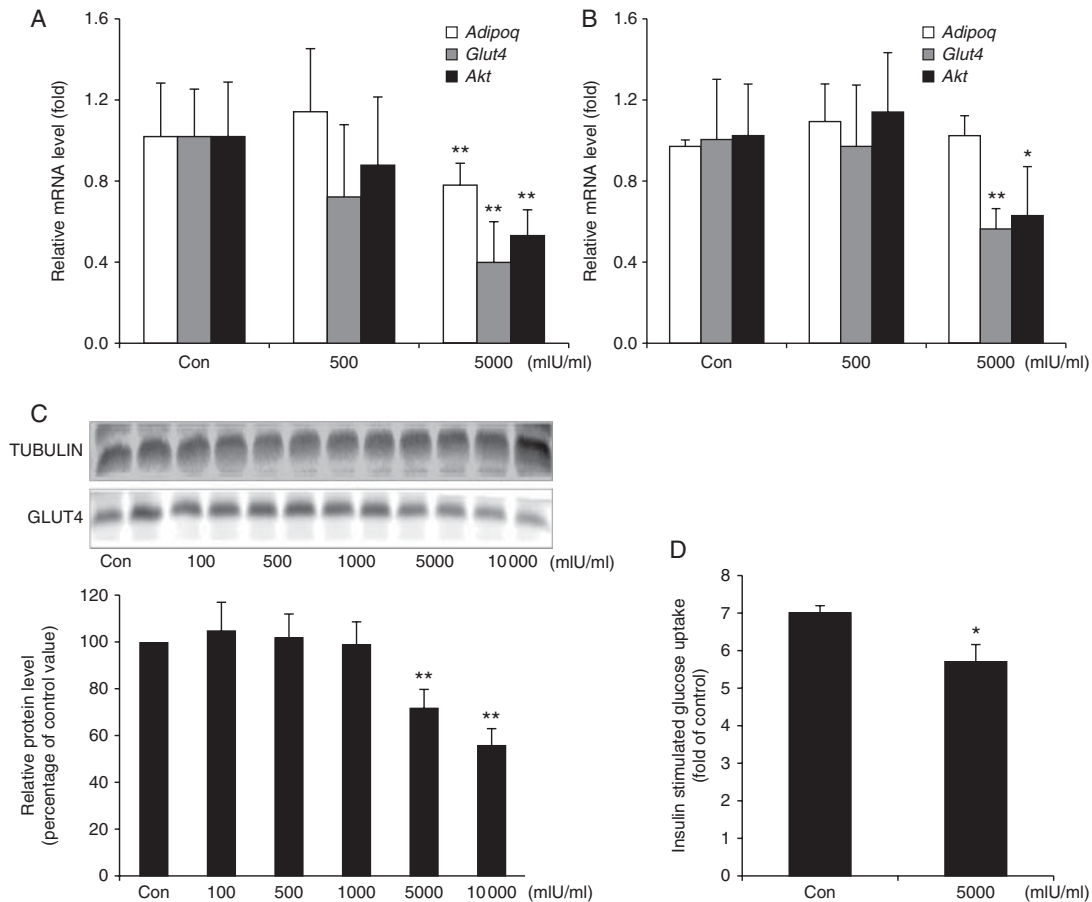 A
Relative mRNA level (fold)
1.6
1.2
0.8
0.4
0.0
Adipoq
Glut4
Akt
**
**
**
Con
500
5000
(mIU/ml)
B
Relative mRNA level (fold)
1.6
1.2
0.8
0.4
0.0
Adipoq
Glut4
Akt
**
*
Con
500
5000
(mIU/ml)
C
TUBULIN
GLUT4
Con
100
500
1000
5000
10 000
(mIU/ml)
Relative protein level
(percentage of control value)
120
100
80
60
40
20
0
**
**
Con
100
500
1000
5000
10 000
(mIU/ml)
D
Insulin stimulated glucose uptake
(fold of control)
8
7
6
5
4
3
2
1
0
*
Con
5000
(mIU/ml)